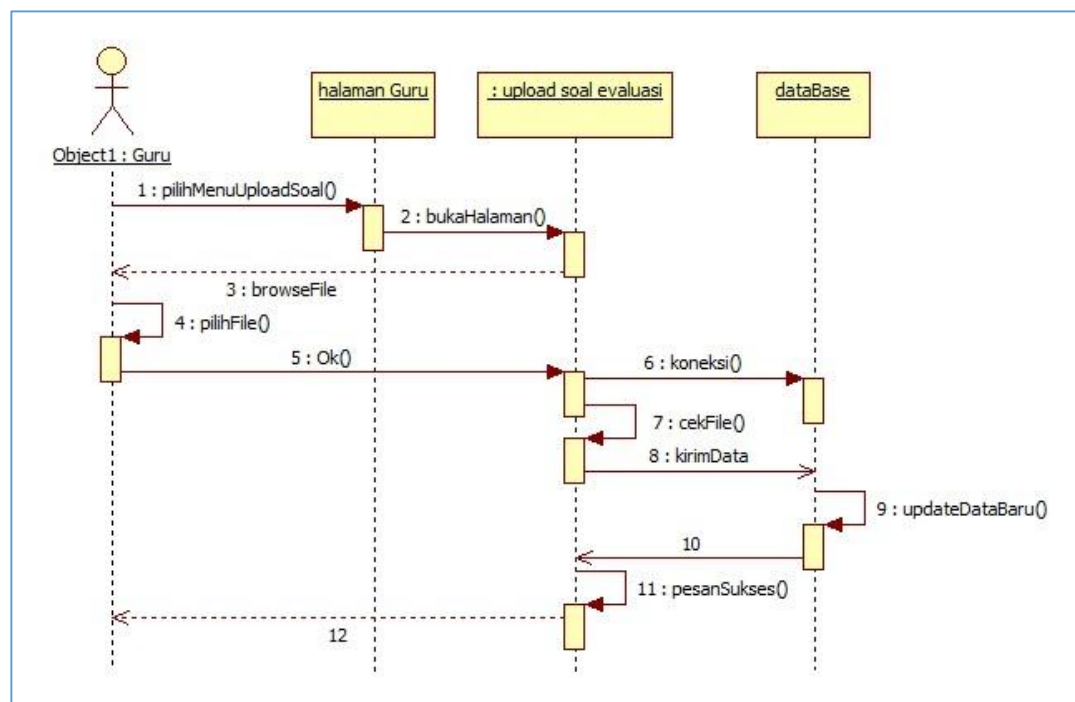 halaman Guru
: upload soal evaluasi
dataBase
Object1 : Guru
1 : pilihMenuUploadSoal()
2 : bukaHalaman()
3 : browseFile
4 : pilihFile()
5 : Ok()
6 : koneksi()
7 : cekFile()
8 : kirimData
9 : updateDataBaru()
10
11 : pesanSukses()
12